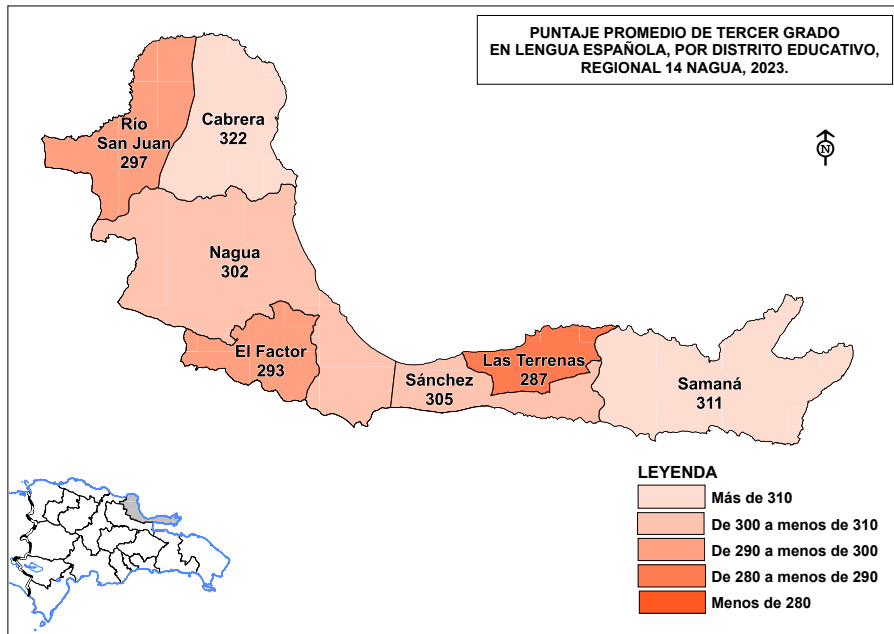 PUNTAJE PROMEDIO DE TERCER GRADO
EN LENGUA ESPAÑOLA, POR DISTRITO EDUCATIVO,
REGIONAL 14 NAGUA, 2023.
Río
San Juan
297
Cabrera
322
N
Nagua
302
El Factor
293
Sánchez
305
Las Terrenas
287
Samaná
311
LEYENDA
Más de 310
De 300 a menos de 310
De 290 a menos de 300
De 280 a menos de 290
Menos de 280